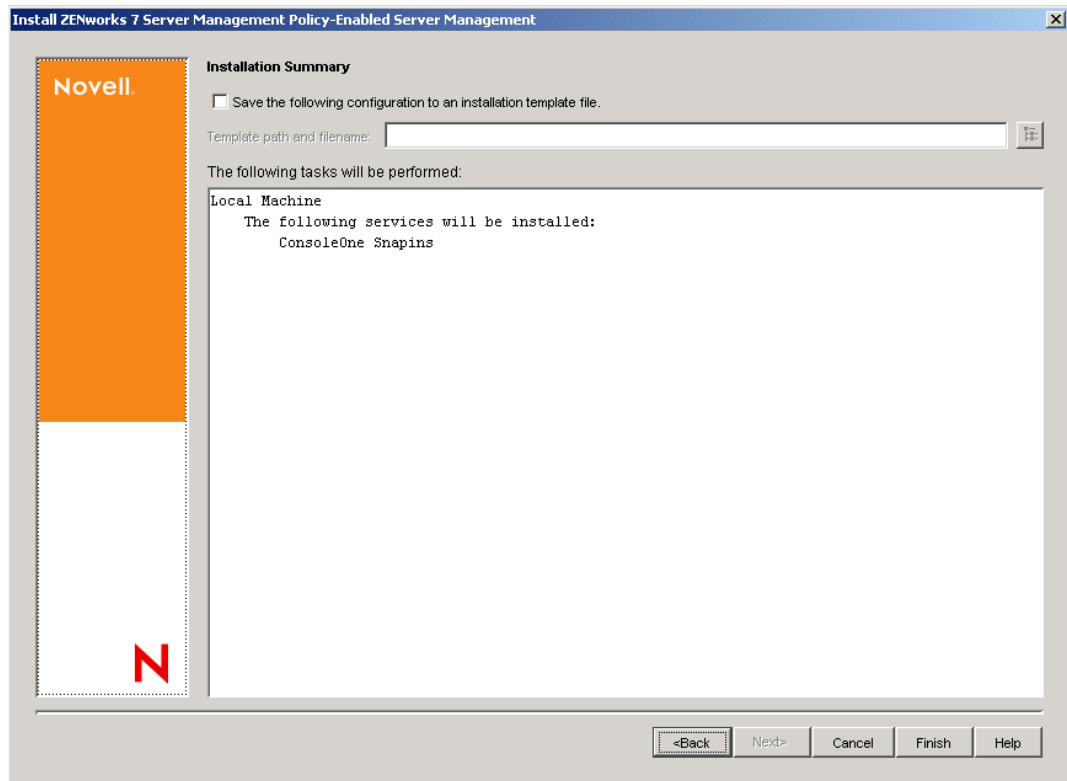 Install ZENworks 7 Server Management Policy-Enabled Server Management
Novell.
Installation Summary
Save the following configuration to an installation template file.
Template path and filename:
The following tasks will be performed:
Local Machine
The following services will be installed:
ConsoleOne Snapins
N
<Back Next> Cancel Finish Help